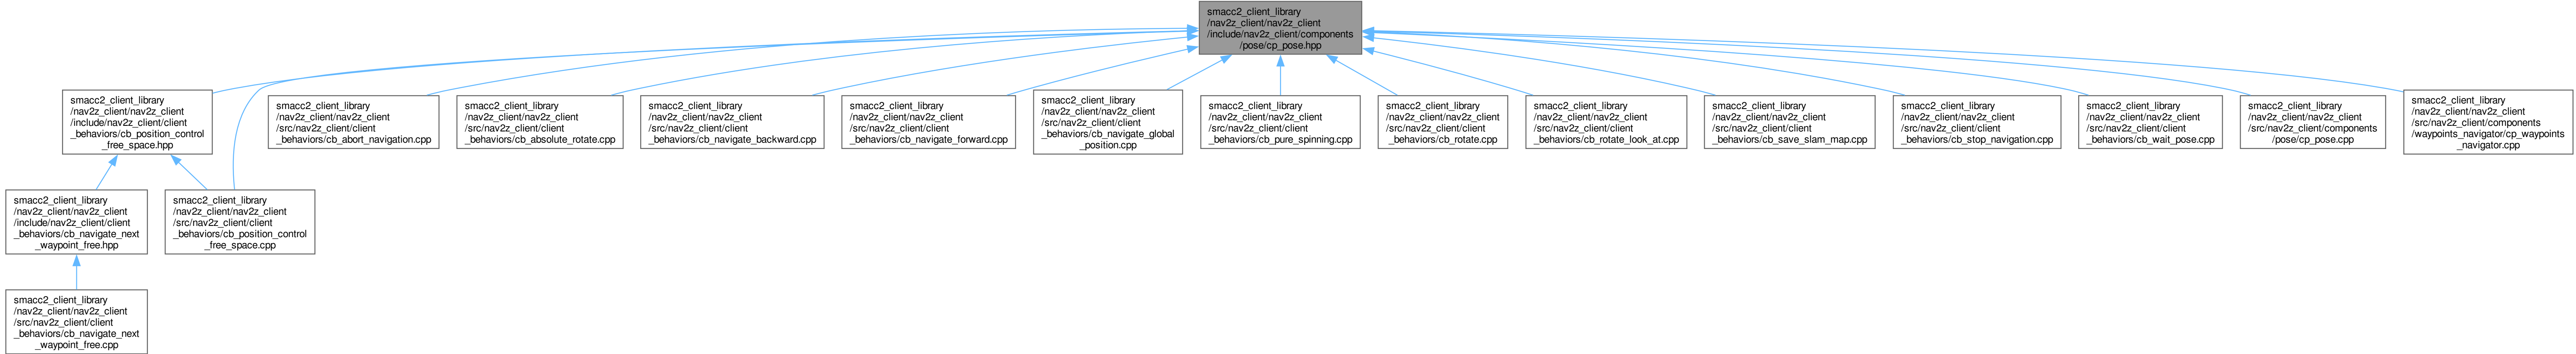 smacc2_client_library
/nav2z_client/nav2z_client
/include/nav2z_client/components
/pose/cp_pose.hpp
smacc2_client_library
/nav2z_client/nav2z_client
/include/nav2z_client/client
_behaviors/cb_position_control
_free_space.hpp
smacc2_client_library
/nav2z_client/nav2z_client
/src/nav2z_client/client
_behaviors/cb_abort_navigation.cpp
smacc2_client_library
/nav2z_client/nav2z_client
/src/nav2z_client/client
_behaviors/cb_absolute_rotate.cpp
smacc2_client_library
/nav2z_client/nav2z_client
/src/nav2z_client/client
_behaviors/cb_navigate_backward.cpp
smacc2_client_library
/nav2z_client/nav2z_client
/src/nav2z_client/client
_behaviors/cb_navigate_forward.cpp
smacc2_client_library
/nav2z_client/nav2z_client
/src/nav2z_client/client
_behaviors/cb_navigate_global
_position.cpp
smacc2_client_library
/nav2z_client/nav2z_client
/src/nav2z_client/client
_behaviors/cb_pure_spinning.cpp
smacc2_client_library
/nav2z_client/nav2z_client
/src/nav2z_client/client
_behaviors/cb_rotate.cpp
smacc2_client_library
/nav2z_client/nav2z_client
/src/nav2z_client/client
_behaviors/cb_rotate_look_at.cpp
smacc2_client_library
/nav2z_client/nav2z_client
/src/nav2z_client/client
_behaviors/cb_save_slam_map.cpp
smacc2_client_library
/nav2z_client/nav2z_client
/src/nav2z_client/client
_behaviors/cb_stop_navigation.cpp
smacc2_client_library
/nav2z_client/nav2z_client
/src/nav2z_client/client
_behaviors/cb_wait_pose.cpp
smacc2_client_library
/nav2z_client/nav2z_client
/src/nav2z_client/components
/pose/cp_pose.cpp
smacc2_client_library
/nav2z_client/nav2z_client
/src/nav2z_client/components
/waypoints_navigator/cp_waypoints
_navigator.cpp
smacc2_client_library
/nav2z_client/nav2z_client
/include/nav2z_client/client
_behaviors/cb_navigate_next
_waypoint_free.hpp
smacc2_client_library
/nav2z_client/nav2z_client
/src/nav2z_client/client
_behaviors/cb_position_control
_free_space.cpp
smacc2_client_library
/nav2z_client/nav2z_client
/src/nav2z_client/client
_behaviors/cb_navigate_next
_waypoint_free.cpp